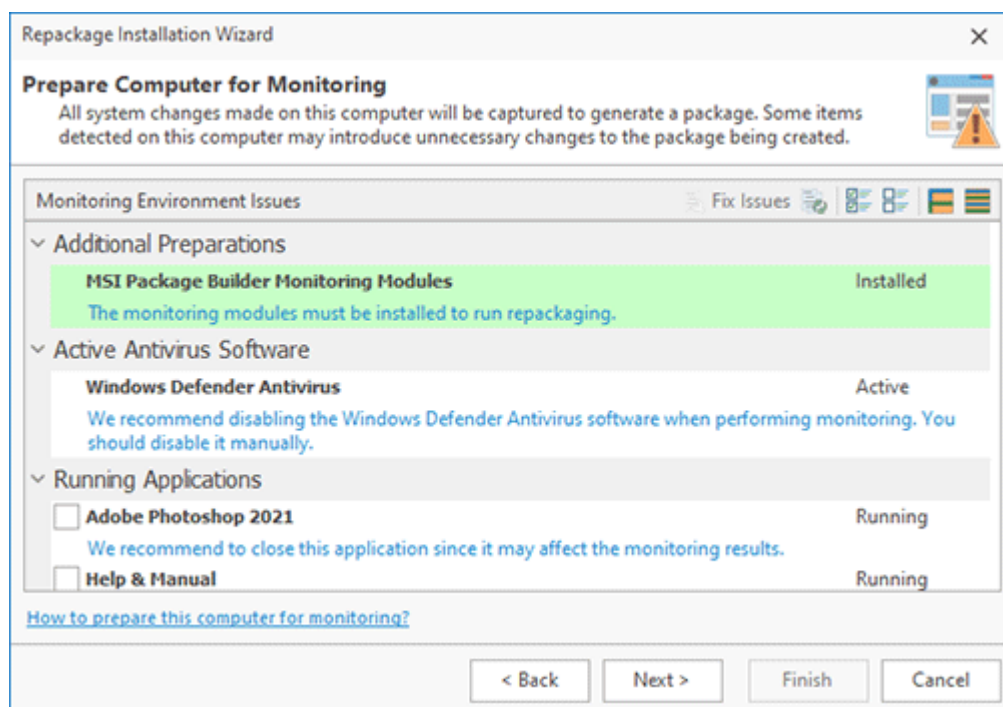 Repackage Installation Wizard
Prepare Computer for Monitoring
All system changes made on this computer will be captured to generate a package. Some items
detected on this computer may introduce unnecessary changes to the package being created.
Monitoring Environment Issues
Fix Issues
Additional Preparations
MSI Package Builder Monitoring Modules Installed
The monitoring modules must be installed to run repackaging.
Active Antivirus Software
Windows Defender Antivirus Active
We recommend disabling the Windows Defender Antivirus software when performing monitoring. You
should disable it manually.
Running Applications
Adobe Photoshop 2021 Running
We recommend to close this application since it may affect the monitoring results.
Help & Manual Running
How to prepare this computer for monitoring?
< Back Next > Finish Cancel